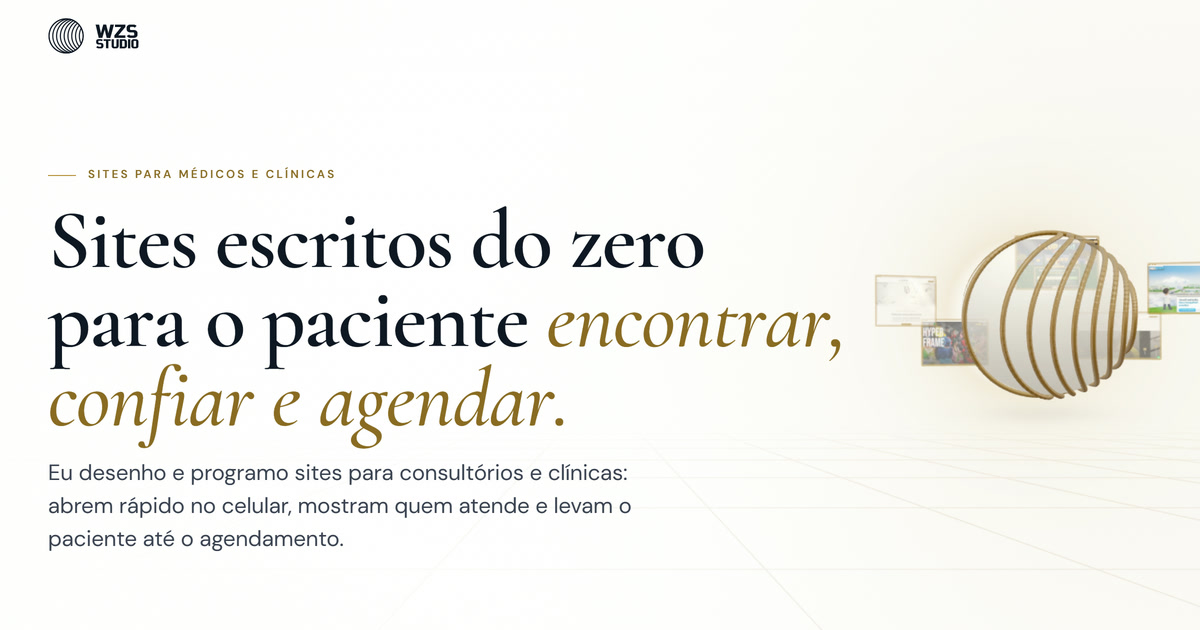 WZS
STUDIO
SITES PARA MÉDICOS E CLÍNICAS
Sites escritos do zero
para o paciente encontrar,
confiar e agendar.
Eu desenho e programo sites para consultórios e clínicas:
abrem rápido no celular, mostram quem atende e levam o
paciente até o agendamento.
HYPER
FRAME